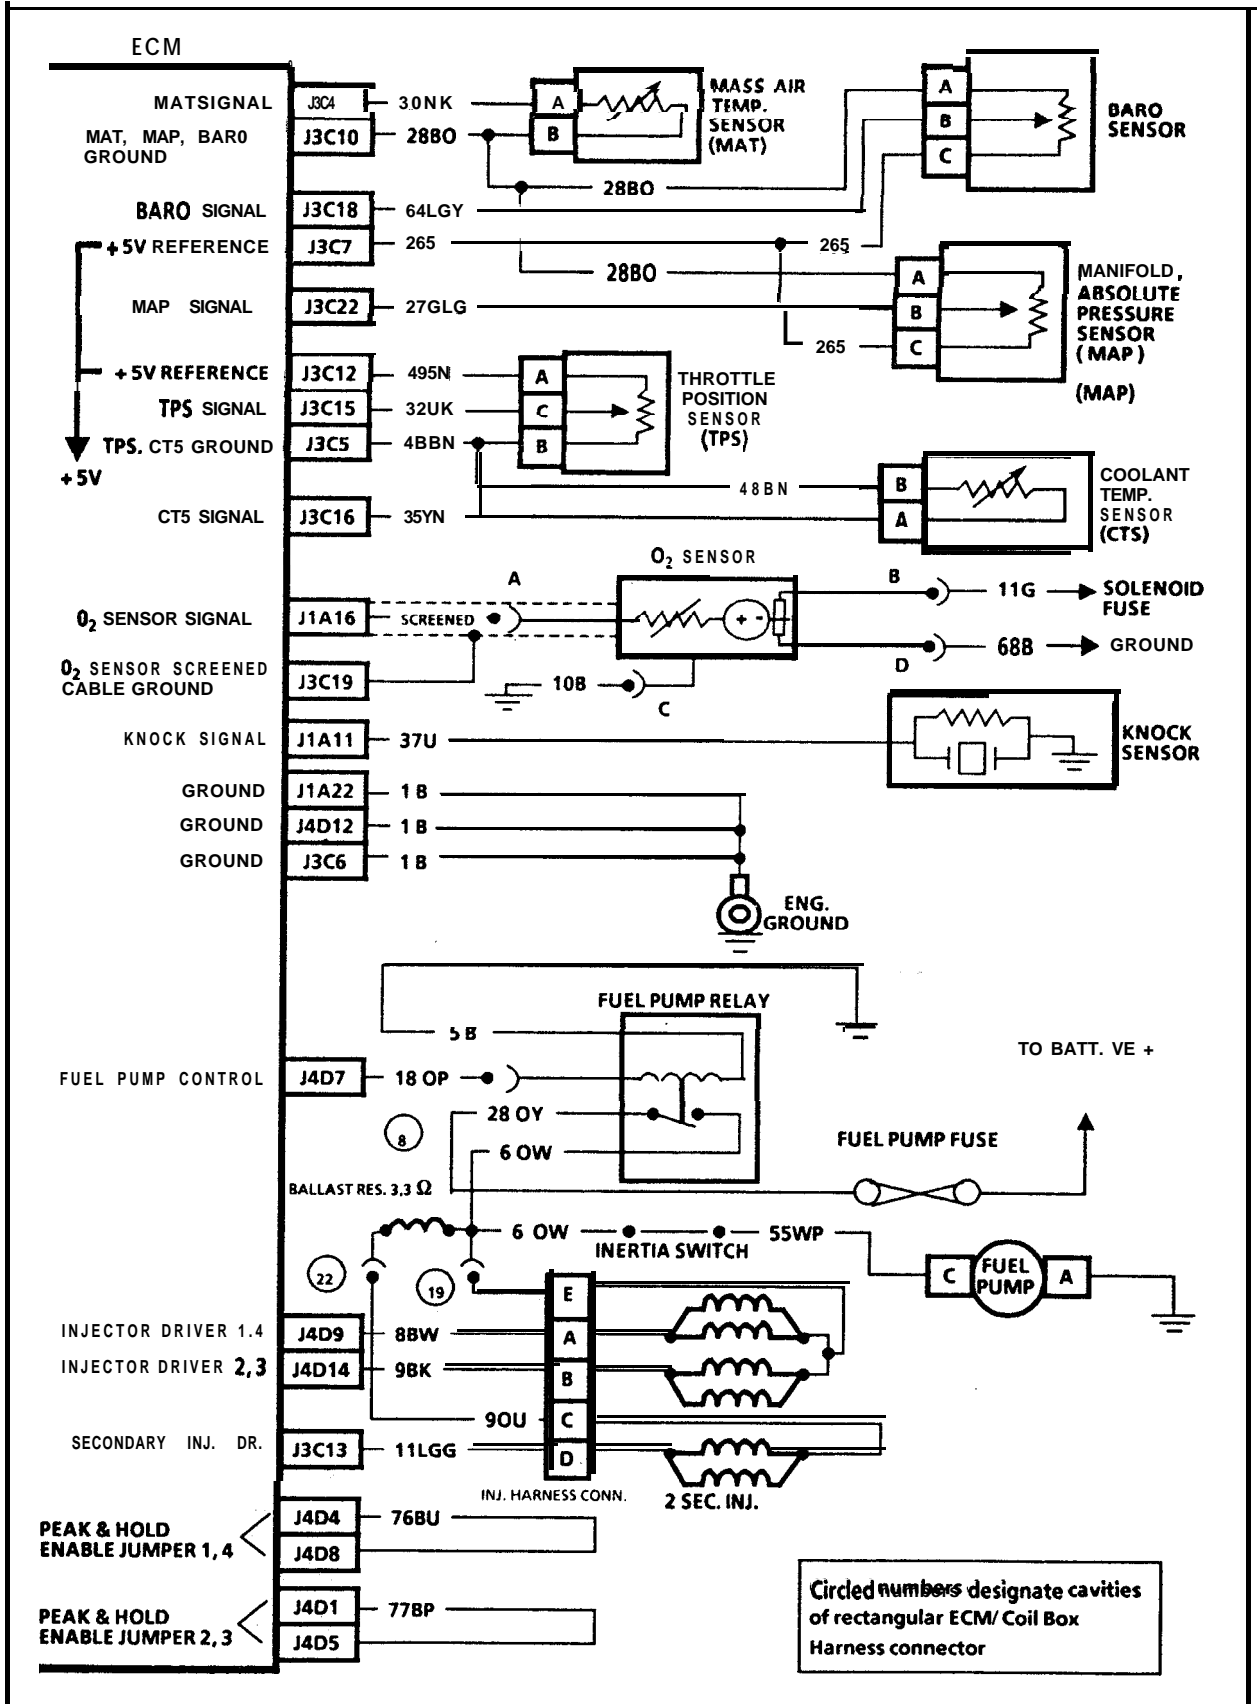 ECM
MATSIGNAL J3C4 30NK A
MASS AIR
TEMP.
SENSOR
(MAT)
MAT, MAP, BARO
GROUND
J3C10 28BO B
A
B
C
BARO
SENSOR
28BO
BARO SIGNAL J3C18 64LGY
+5V REFERENCE J3C7 265 265
28BO A
MANIFOLD,
ABSOLUTE
PRESSURE
SENSOR
(MAP)
(MAP)
MAP SIGNAL J3C22 27GLG B
265 C
+5V REFERENCE J3C12 495N A
THROTTLE
POSITION
SENSOR
(TPS)
TPS SIGNAL J3C15 32UK C
TPS. CT5 GROUND J3C5 4BBN B
+5V
48BN B
COOLANT
TEMP.
SENSOR
(CTS)
CT5 SIGNAL J3C16 35YN A
O2 SENSOR
A
B 11G SOLENOID
FUSE
O2 SENSOR SIGNAL J1A16 SCREENED + -
68B GROUND
D
O2 SENSOR SCREENED
CABLE GROUND
J3C19
10B
C
KNOCK SIGNAL J1A11 37U
KNOCK
SENSOR
GROUND J1A22 1B
GROUND J4D12 1B
GROUND J3C6 1B
ENG.
GROUND
FUEL PUMP RELAY
5B
TO BATT. VE +
FUEL PUMP CONTROL J4D7 18 OP
28 OY
8
FUEL PUMP FUSE
6 OW
BALLAST RES. 3,3 Ω
6 OW 55WP
INERTIA SWITCH
22
19
C FUEL
PUMP A
E
INJECTOR DRIVER 1.4 J4D9 8BW A
INJECTOR DRIVER 2,3 J4D14 9BK B
90U C
SECONDARY INJ. DR. J3C13 11LGG D
INJ. HARNESS CONN.
2 SEC. INJ.
PEAK & HOLD
ENABLE JUMPER 1,4
J4D4 76BU
J4D8
PEAK & HOLD
ENABLE JUMPER 2,3
J4D1 77BP
J4D5
Circled numbers designate cavities
of rectangular ECM/Coil Box
Harness connector